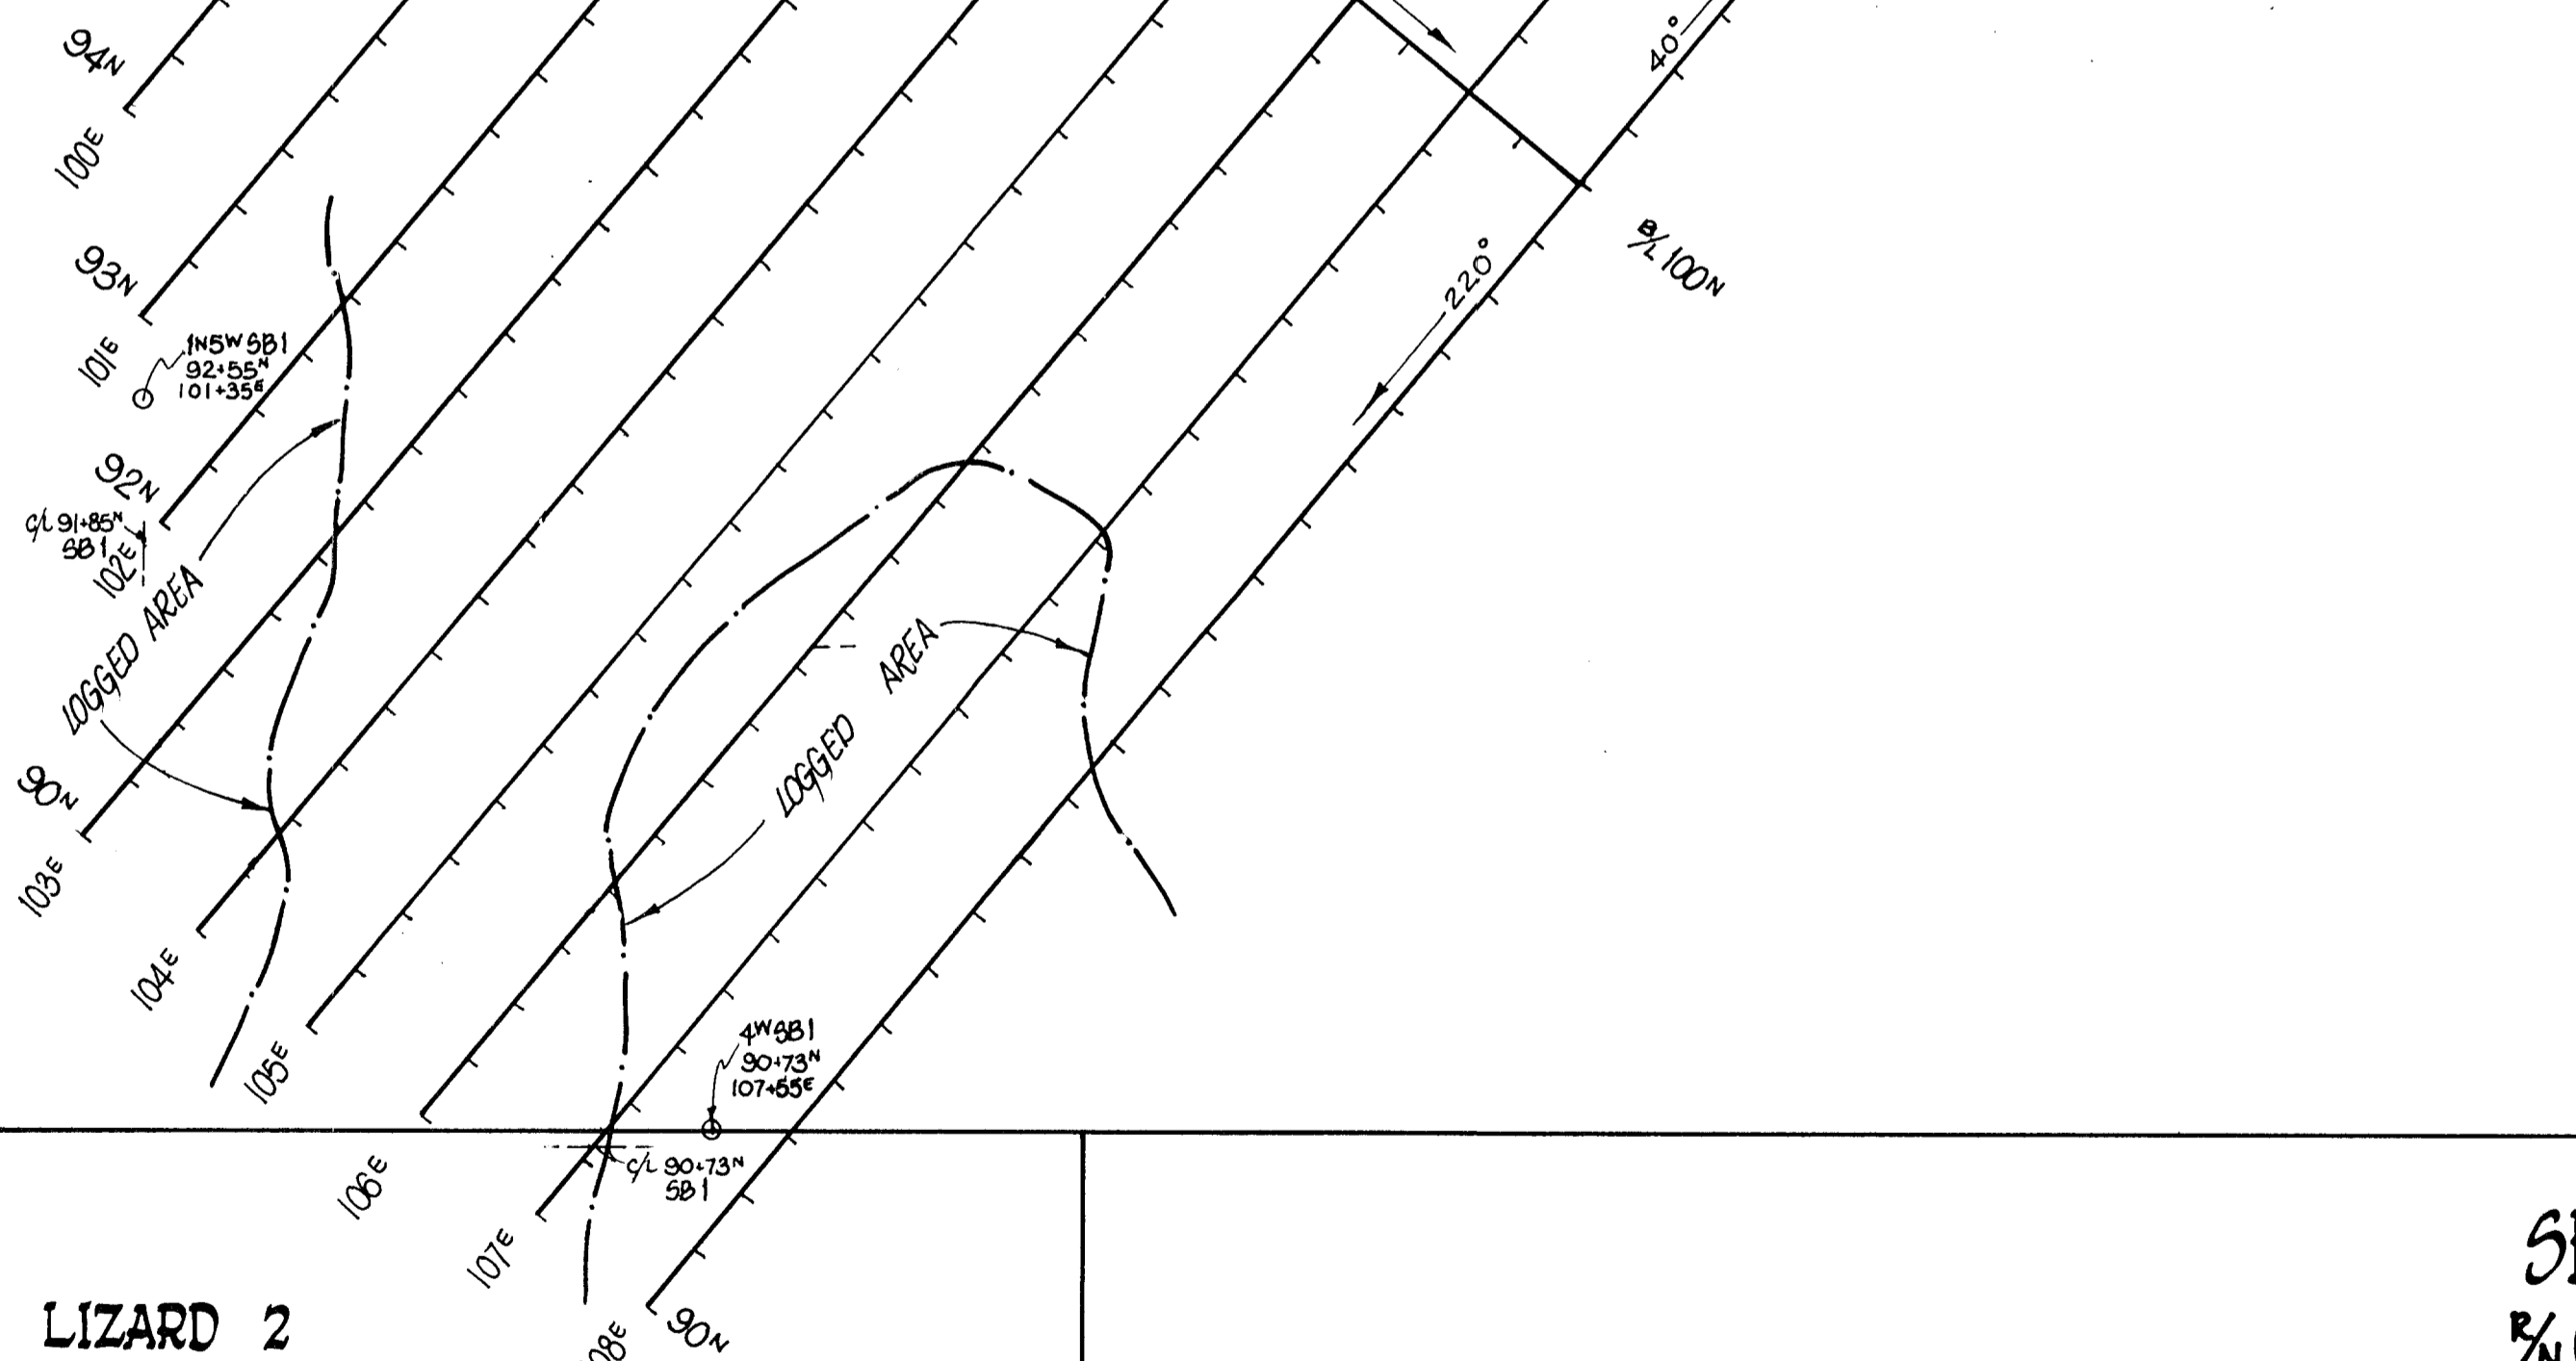 94N
100E
40°
93N
B/L 100N
220°
101E
1N5W SB1
92+55N
101+35E
92N
C/L 91+85N
SB1
102E
LOGGED AREA
LOGGED AREA
90N
103E
104E
105E
4W SB1
90+73N
107+55E
C/L 90+73N
SB1
106E
107E
90N
LIZARD 2